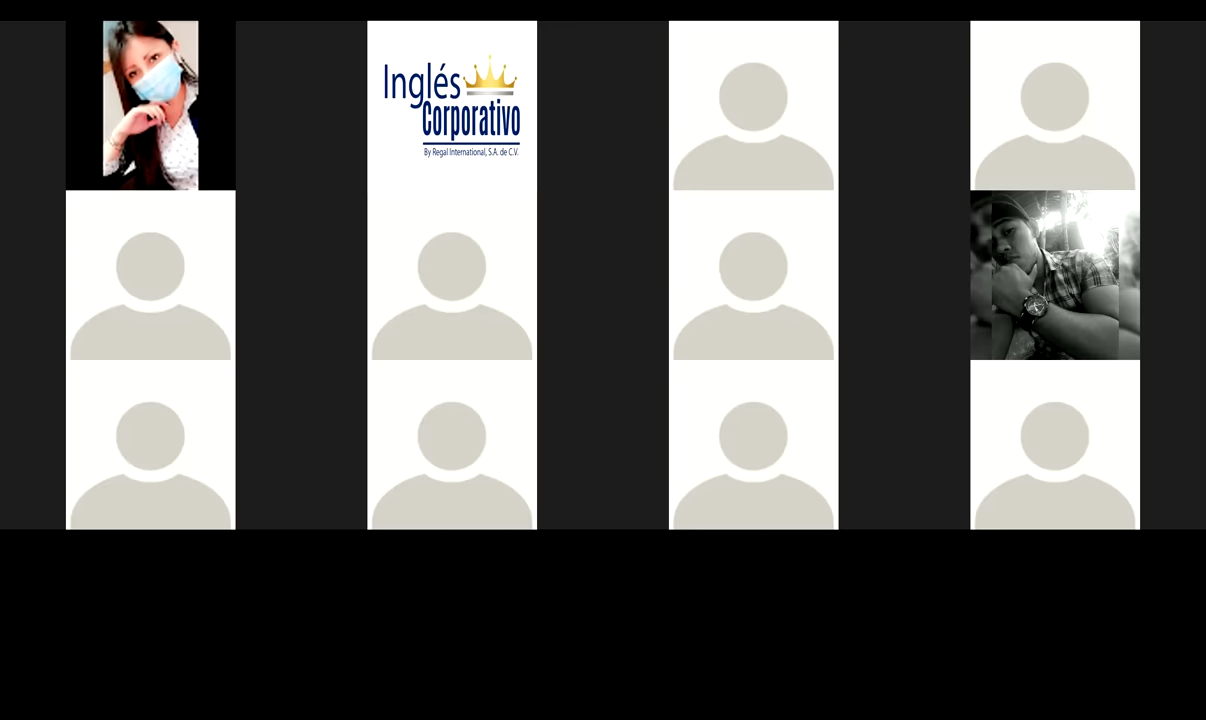 Inglés
Corporativo
By Regal International, S.A. de C.V.